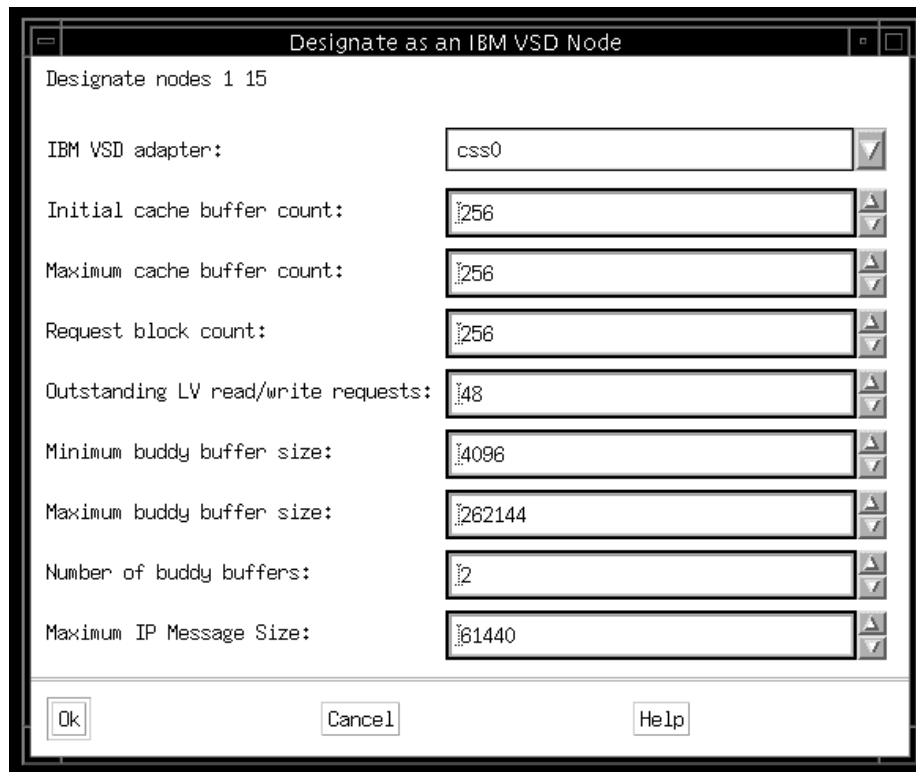 Designate as an IBM VSD Node
Designate nodes 1 15
IBM VSD adapter: css0
Initial cache buffer count: 256
Maximum cache buffer count: 256
Request block count: 256
Outstanding LV read/write requests: 48
Minimum buddy buffer size: 4096
Maximum buddy buffer size: 262144
Number of buddy buffers: 2
Maximum IP Message Size: 61440
Ok Cancel Help